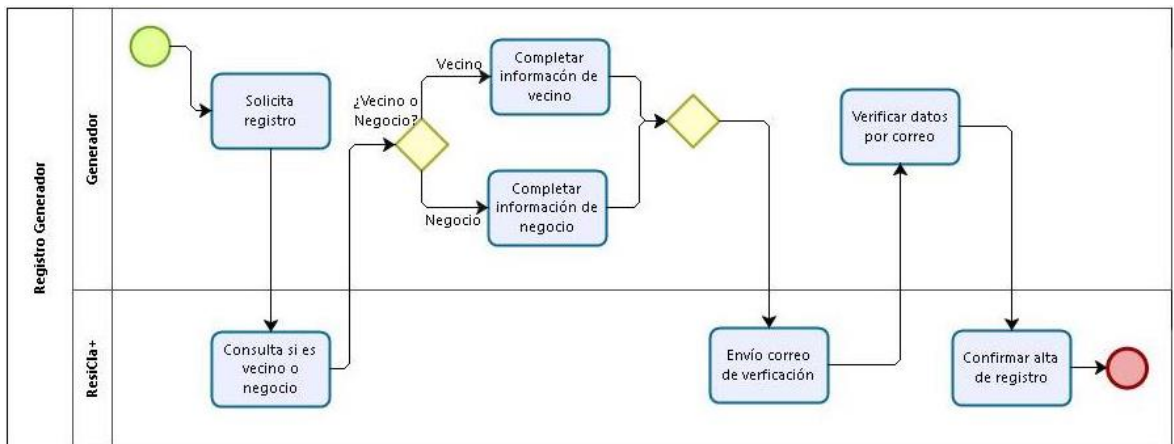 Registro Generador
Generador
Solicita
registro
¿Vecino o
Negocio?
Vecino
Completar
informacón de
vecino
Negocio
Completar
información de
negocio
Verificar datos
por correo
ResiCla+
Consulta si es
vecino o
negocio
Envío correo
de verficación
Confirmar alta
de registro